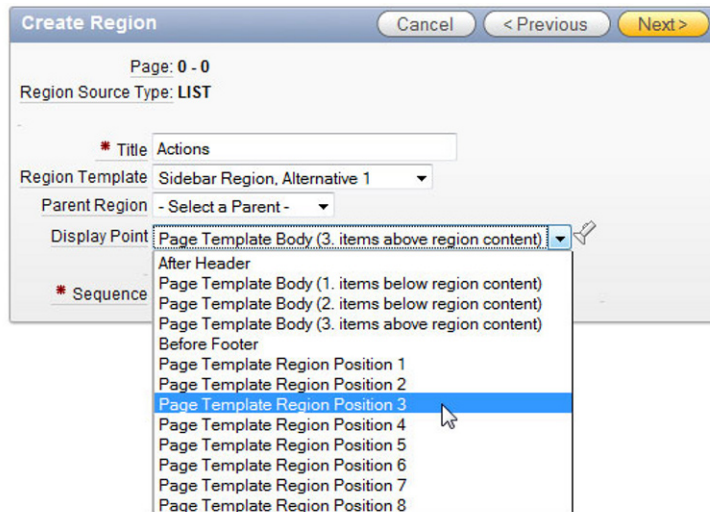 Create Region Cancel < Previous Next >
Page: 0 - 0
Region Source Type: LIST
* Title Actions
Region Template Sidebar Region, Alternative 1
Parent Region - Select a Parent -
Display Point Page Template Body (3. items above region content)
After Header
Page Template Body (1. items below region content)
* Sequence Page Template Body (2. items below region content)
Page Template Body (3. items above region content)
Before Footer
Page Template Region Position 1
Page Template Region Position 2
Page Template Region Position 3
Page Template Region Position 4
Page Template Region Position 5
Page Template Region Position 6
Page Template Region Position 7
Page Template Region Position 8